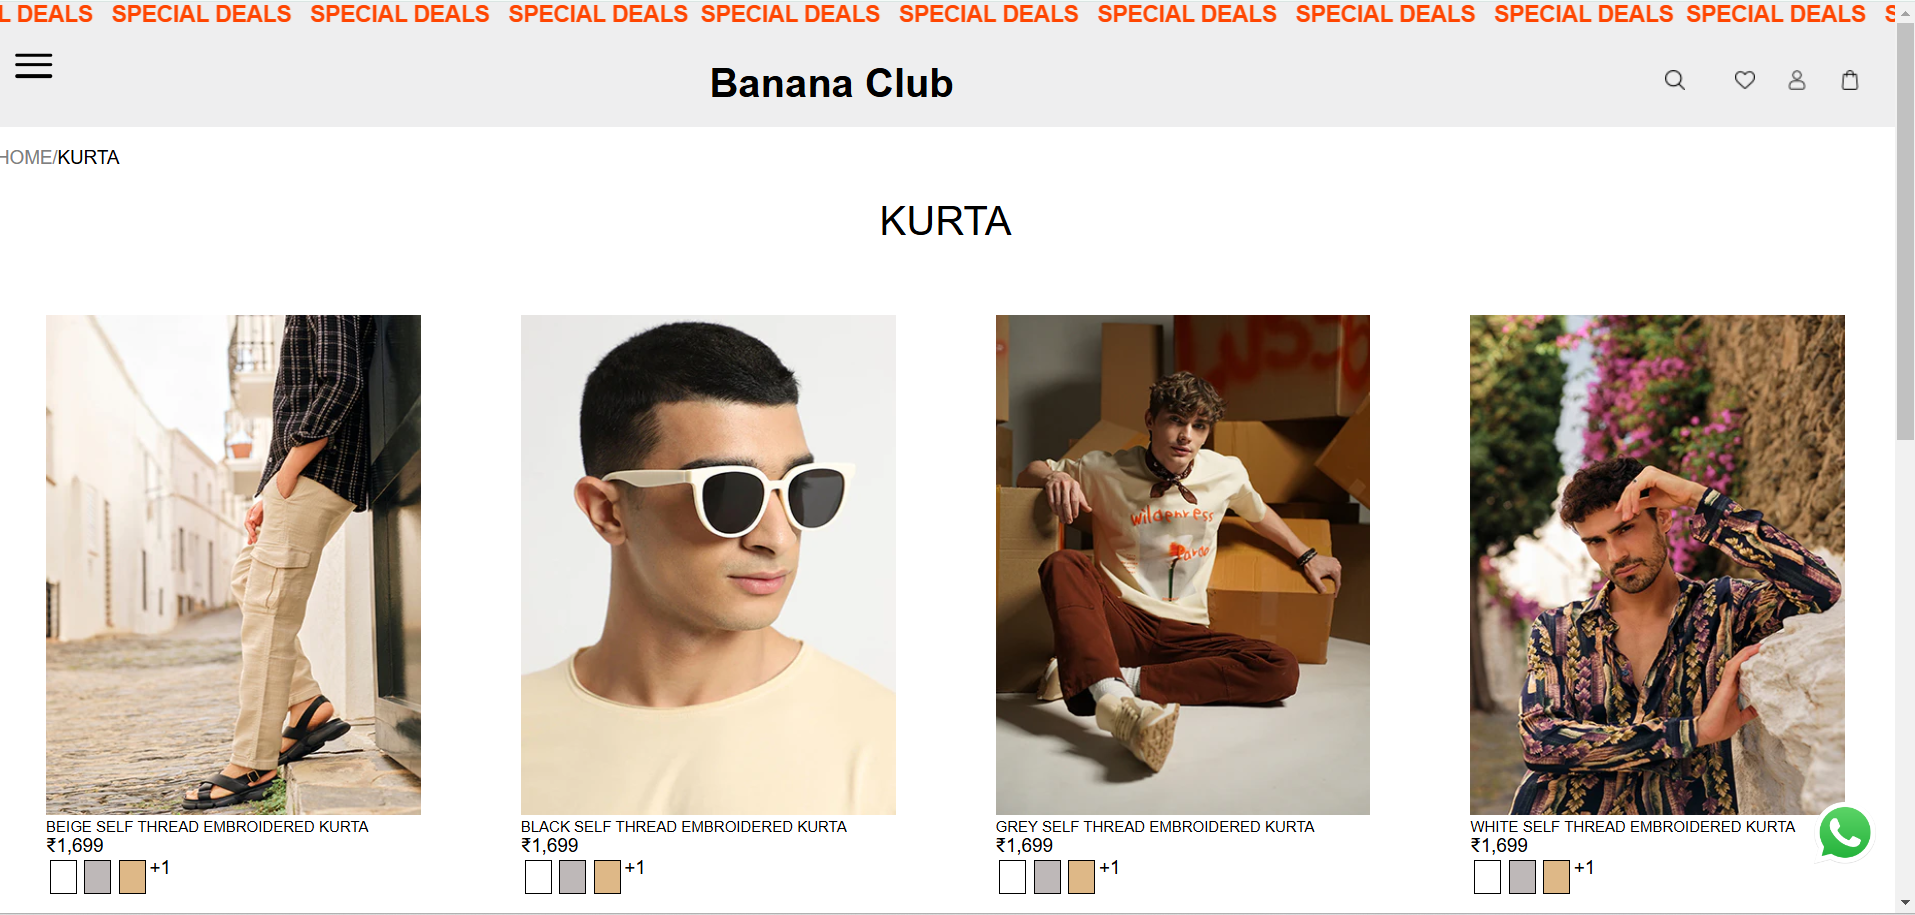 L DEALS SPECIAL DEALS SPECIAL DEALS SPECIAL DEALS SPECIAL DEALS SPECIAL DEALS SPECIAL DEALS SPECIAL DEALS SPECIAL DEALS SPECIAL DEALS S
Banana Club
HOME/KURTA
KURTA
wilderness
BEIGE SELF THREAD EMBROIDERED KURTA
₹1,699
+1
BLACK SELF THREAD EMBROIDERED KURTA
₹1,699
+1
GREY SELF THREAD EMBROIDERED KURTA
₹1,699
+1
WHITE SELF THREAD EMBROIDERED KURTA
₹1,699
+1